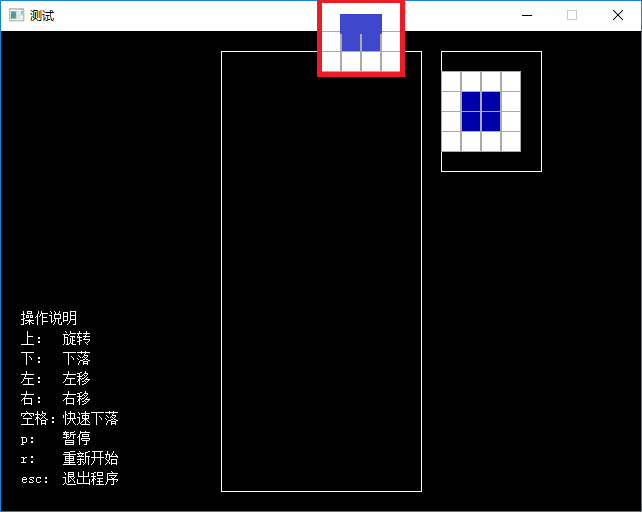 测试
操作说明
上： 旋转
下： 下落
左： 左移
右： 右移
空格：快速下落
p： 暂停
r： 重新开始
esc： 退出程序